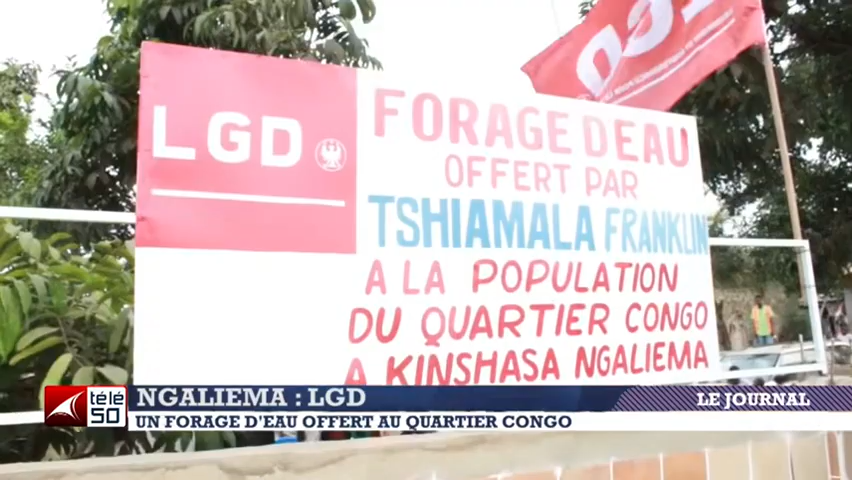 LGD
FORAGE D'EAU
OFFERT PAR
TSHIAMALA FRANKLIN
A LA POPULATION
DU QUARTIER CONGO
A KINSHASA NGALIEMA
LGD
télé
50
NGALIEMA : LGD
LE JOURNAL
UN FORAGE D'EAU OFFERT AU QUARTIER CONGO